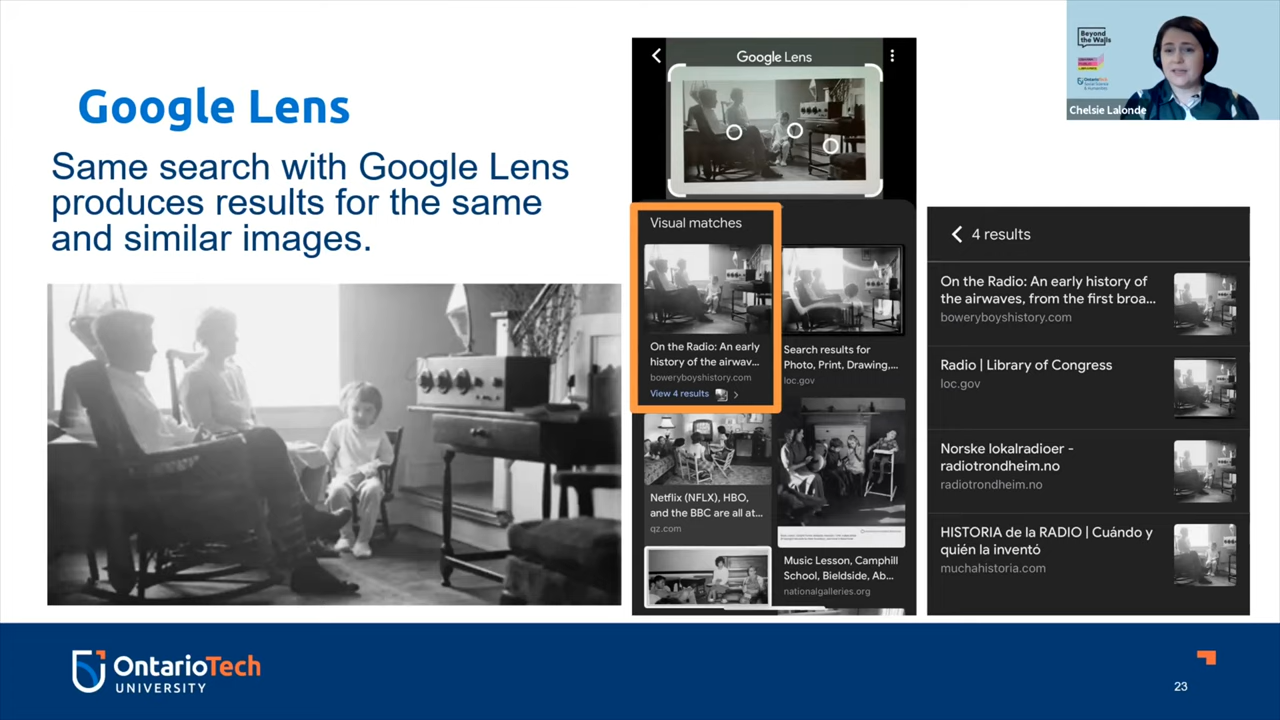 Google Lens
Same search with Google Lens
produces results for the same
and similar images.
Google Lens
Visual matches
On the Radio: An early
history of the airwav...
boweryboyshistory.com
View 4 results
Search results for
Photo, Print, Drawing,...
loc.gov
Netflix (NFLX), HBO,
and the BBC are all at...
qz.com
Music Lesson, Camphill
School, Bieldside, Ab...
nationalgalleries.org
4 results
On the Radio: An early history of
the airwaves, from the first broa...
boweryboyshistory.com
Radio | Library of Congress
loc.gov
Norske lokalradioer -
radiotrondheim.no
radiotrondheim.no
HISTORIA de la RADIO | Cuándo y
quién la inventó
muchahistoria.com
Beyond
the Walls
OntarioTech
Chelsie Lalonde
OntarioTech
UNIVERSITY
23